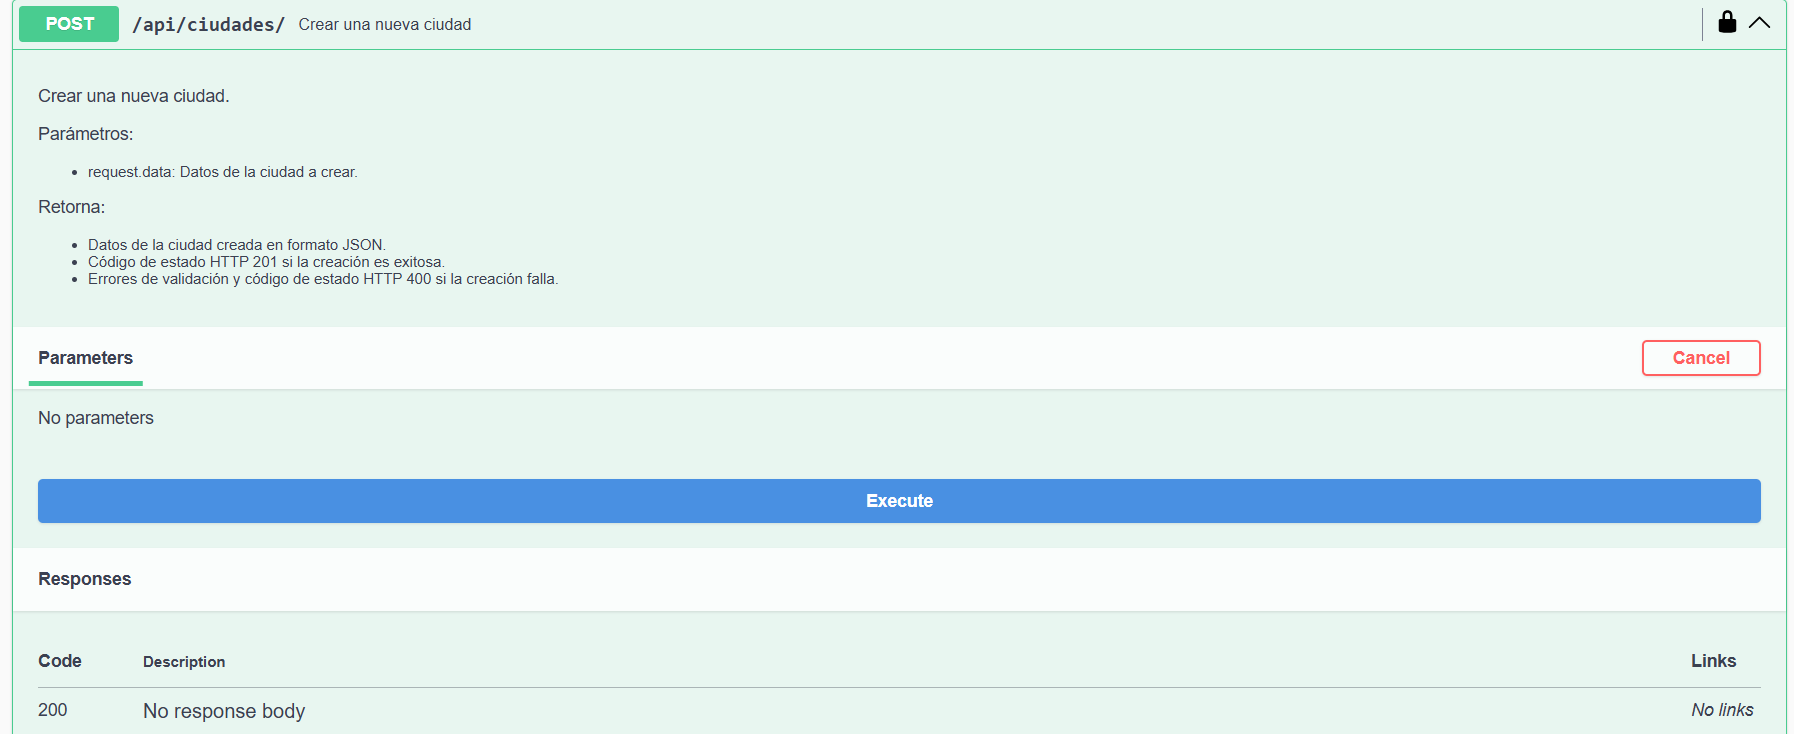 POST /api/ciudades/ Crear una nueva ciudad
Crear una nueva ciudad.
Parámetros:
• request.data: Datos de la ciudad a crear.
Retorna:
• Datos de la ciudad creada en formato JSON.
• Código de estado HTTP 201 si la creación es exitosa.
• Errores de validación y código de estado HTTP 400 si la creación falla.
Parameters Cancel
No parameters
Execute
Responses
Code Description Links
200 No response body No links